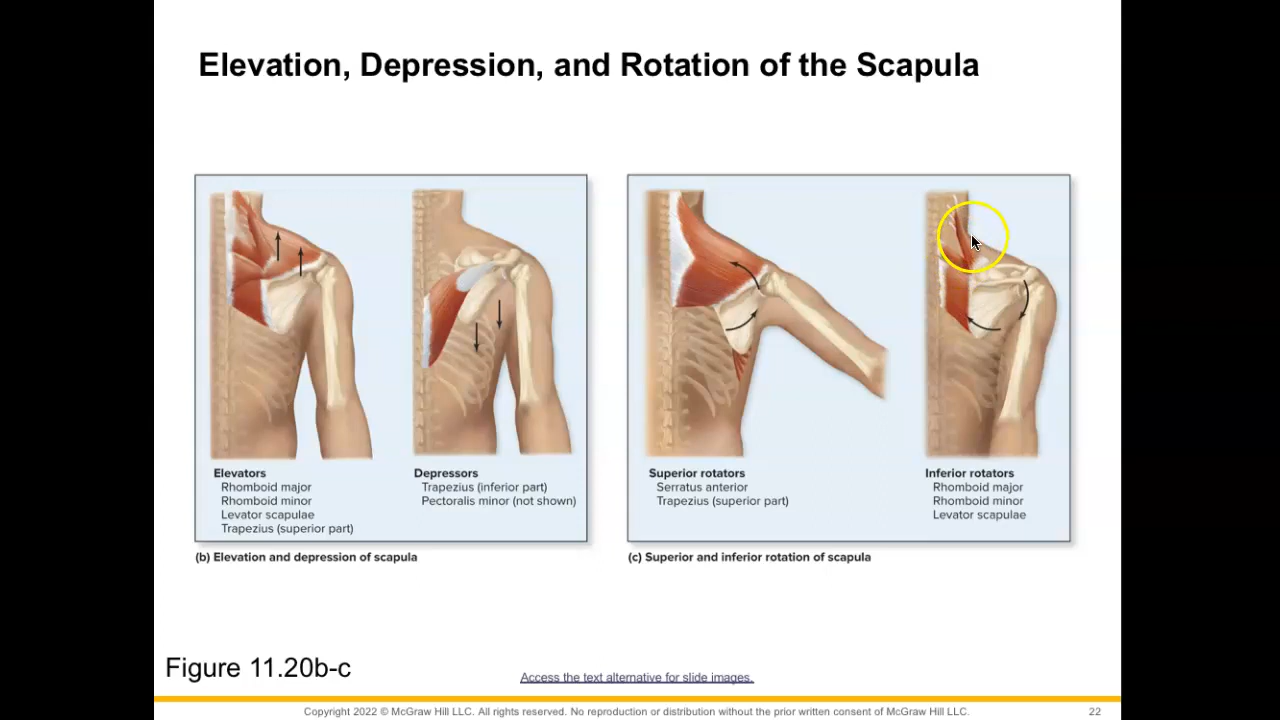 Elevation, Depression, and Rotation of the Scapula
Elevators
Rhomboid major
Rhomboid minor
Levator scapulae
Trapezius (superior part)
Depressors
Trapezius (inferior part)
Pectoralis minor (not shown)
(b) Elevation and depression of scapula
Superior rotators
Serratus anterior
Trapezius (superior part)
Inferior rotators
Rhomboid major
Rhomboid minor
Levator scapulae
(c) Superior and inferior rotation of scapula
Figure 11.20b-c
Access the text alternative for slide images.
Copyright 2022 © McGraw Hill LLC. All rights reserved. No reproduction or distribution without the prior written consent of McGraw Hill LLC.
22